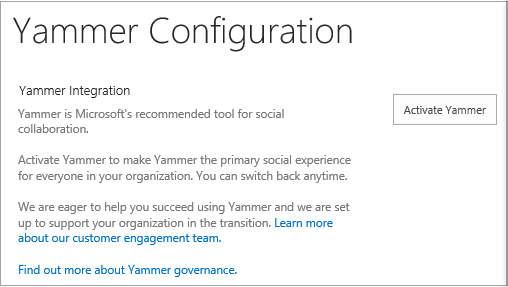 Yammer Configuration
Yammer Integration
Yammer is Microsoft's recommended tool for social
collaboration.
Activate Yammer
Activate Yammer to make Yammer the primary social experience
for everyone in your organization. You can switch back anytime.
We are eager to help you succeed using Yammer and we are set
up to support your organization in the transition. Learn more
about our customer engagement team.
Find out more about Yammer governance.